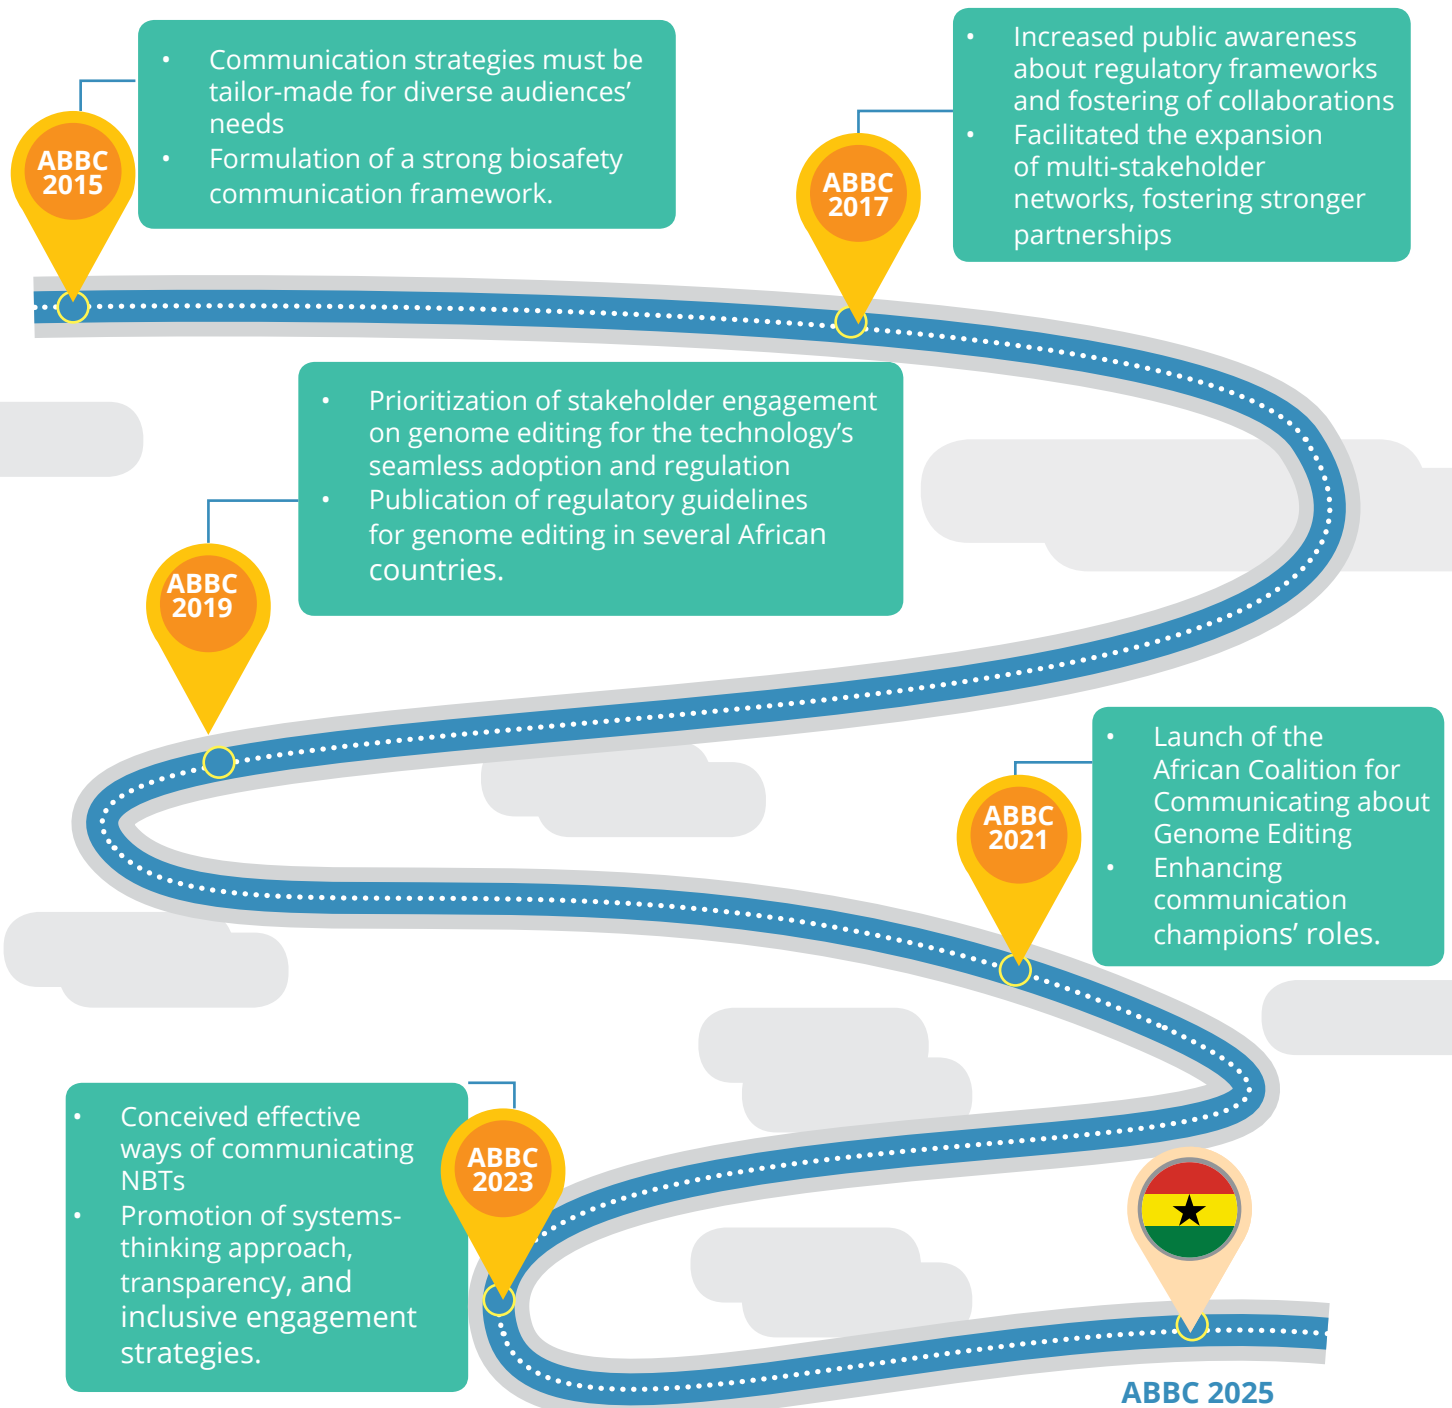 ABBC
2015
• Communication strategies must be
tailor-made for diverse audiences’
needs
• Formulation of a strong biosafety
communication framework.
ABBC
2017
• Increased public awareness
about regulatory frameworks
and fostering of collaborations
• Facilitated the expansion
of multi-stakeholder
networks, fostering stronger
partnerships
ABBC
2019
• Prioritization of stakeholder engagement
on genome editing for the technology’s
seamless adoption and regulation
• Publication of regulatory guidelines
for genome editing in several African
countries.
ABBC
2021
• Launch of the
African Coalition for
Communicating about
Genome Editing
• Enhancing
communication
champions’ roles.
ABBC
2023
• Conceived effective
ways of communicating
NBTs
• Promotion of systems-
thinking approach,
transparency, and
inclusive engagement
strategies.
ABBC 2025